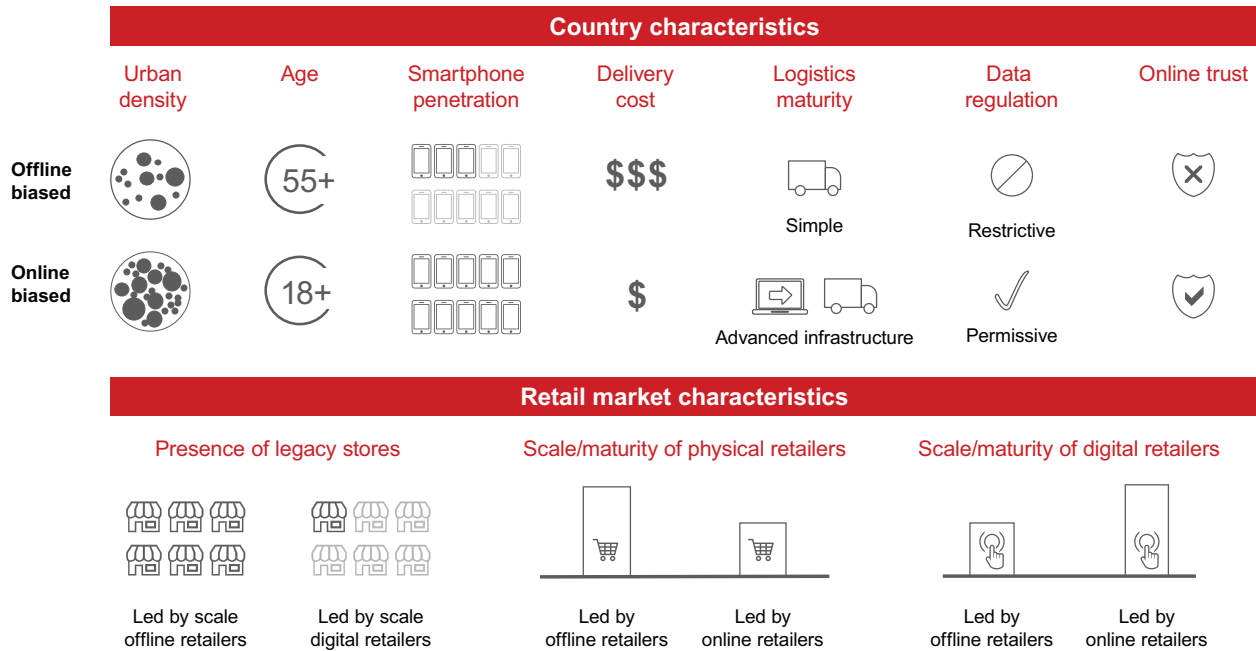 Country characteristics
Urban density
Age
Smartphone penetration
Delivery cost
Logistics maturity
Data regulation
Online trust
Offline biased
55+
$$$
Simple
Restrictive
Online biased
18+
$
Advanced infrastructure
Permissive
Retail market characteristics
Presence of legacy stores
Scale/maturity of physical retailers
Scale/maturity of digital retailers
Led by scale
offline retailers
Led by scale
digital retailers
Led by
offline retailers
Led by
online retailers
Led by
offline retailers
Led by
online retailers